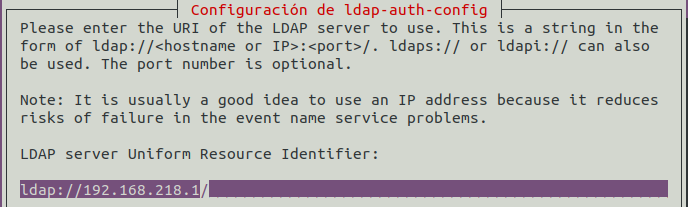 Configuración de ldap-auth-config
Please enter the URI of the LDAP server to use. This is a string in the
form of ldap://<hostname or IP>:<port>/. ldaps:// or ldapi:// can also
be used. The port number is optional.
Note: It is usually a good idea to use an IP address because it reduces
risks of failure in the event name service problems.
LDAP server Uniform Resource Identifier:
ldap://192.168.218.1/